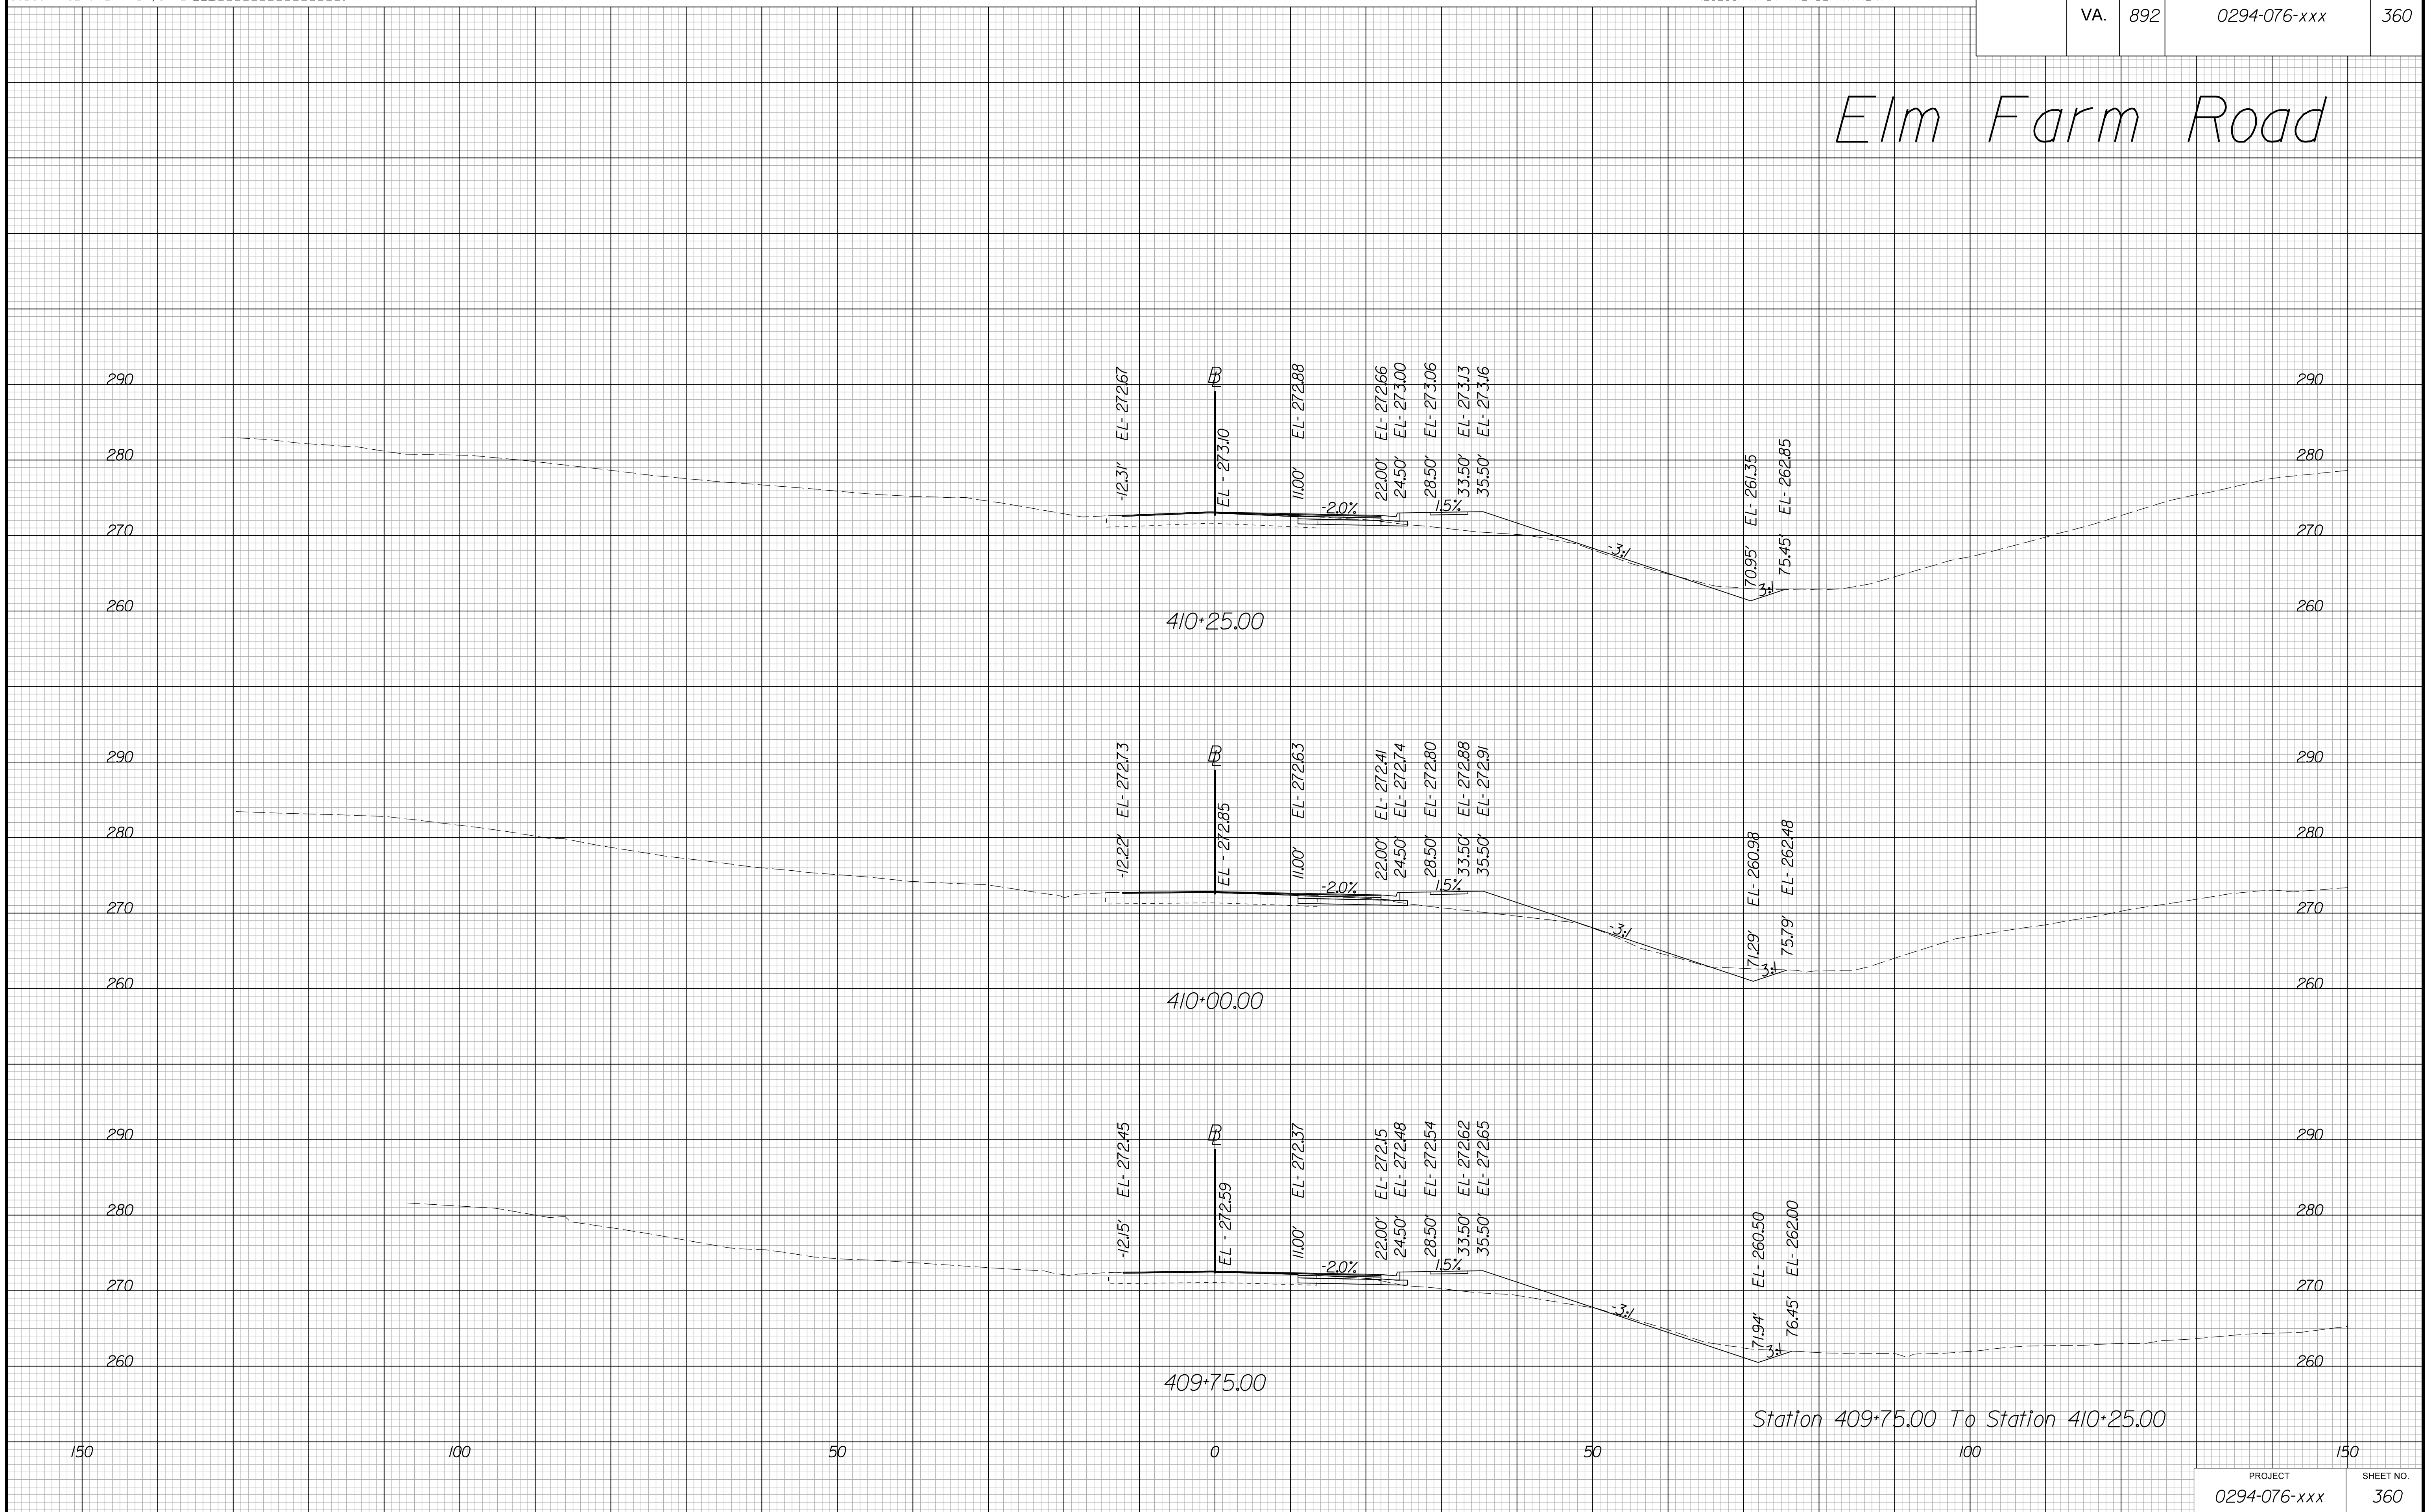 VA. 892 0294-076-xxx 360
Elm Farm Road
-12.31' EL- 272.67
BL
EL - 273.10
11.00' EL- 272.88
22.00' EL- 272.66
24.50' EL- 273.00
28.50' EL- 273.06
33.50' EL- 273.13
35.50' EL- 273.16
70.95' EL- 261.35
75.45' EL- 262.85
-2.0% 1.5% -3:1 3:1
290 290
280 280
270 270
260 260
410+25.00
-12.22' EL- 272.73
BL
EL - 272.85
11.00' EL- 272.63
22.00' EL- 272.41
24.50' EL- 272.74
28.50' EL- 272.80
33.50' EL- 272.88
35.50' EL- 272.91
71.29' EL- 260.98
75.79' EL- 262.48
-2.0% 1.5% -3:1 3:1
290 290
280 280
270 270
260 260
410+00.00
-12.15' EL- 272.45
BL
EL - 272.59
11.00' EL- 272.37
22.00' EL- 272.15
24.50' EL- 272.48
28.50' EL- 272.54
33.50' EL- 272.62
35.50' EL- 272.65
71.94' EL- 260.50
76.45' EL- 262.00
-2.0% 1.5% -3:1 3:1
290 290
280 280
270 270
260 260
409+75.00
Station 409+75.00 To Station 410+25.00
150 100 50 0 50 100 150
PROJECT SHEET NO.
0294-076-xxx 360